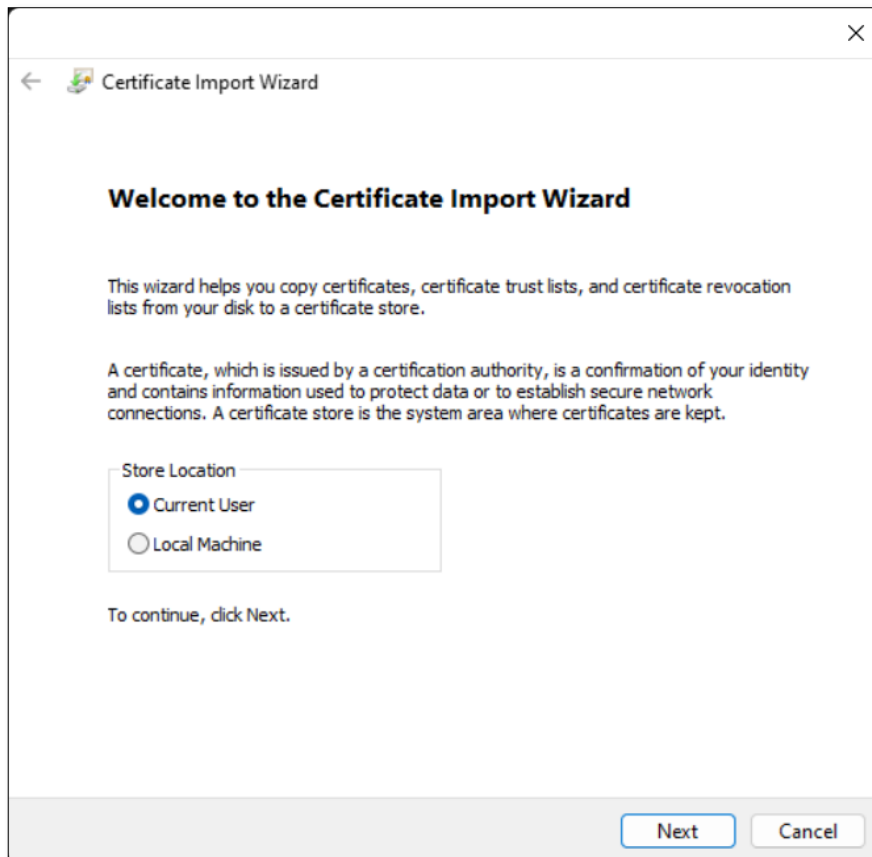 Certificate Import Wizard
Welcome to the Certificate Import Wizard
This wizard helps you copy certificates, certificate trust lists, and certificate revocation
lists from your disk to a certificate store.
A certificate, which is issued by a certification authority, is a confirmation of your identity
and contains information used to protect data or to establish secure network
connections. A certificate store is the system area where certificates are kept.
Store Location
Current User
Local Machine
To continue, click Next.
Next Cancel